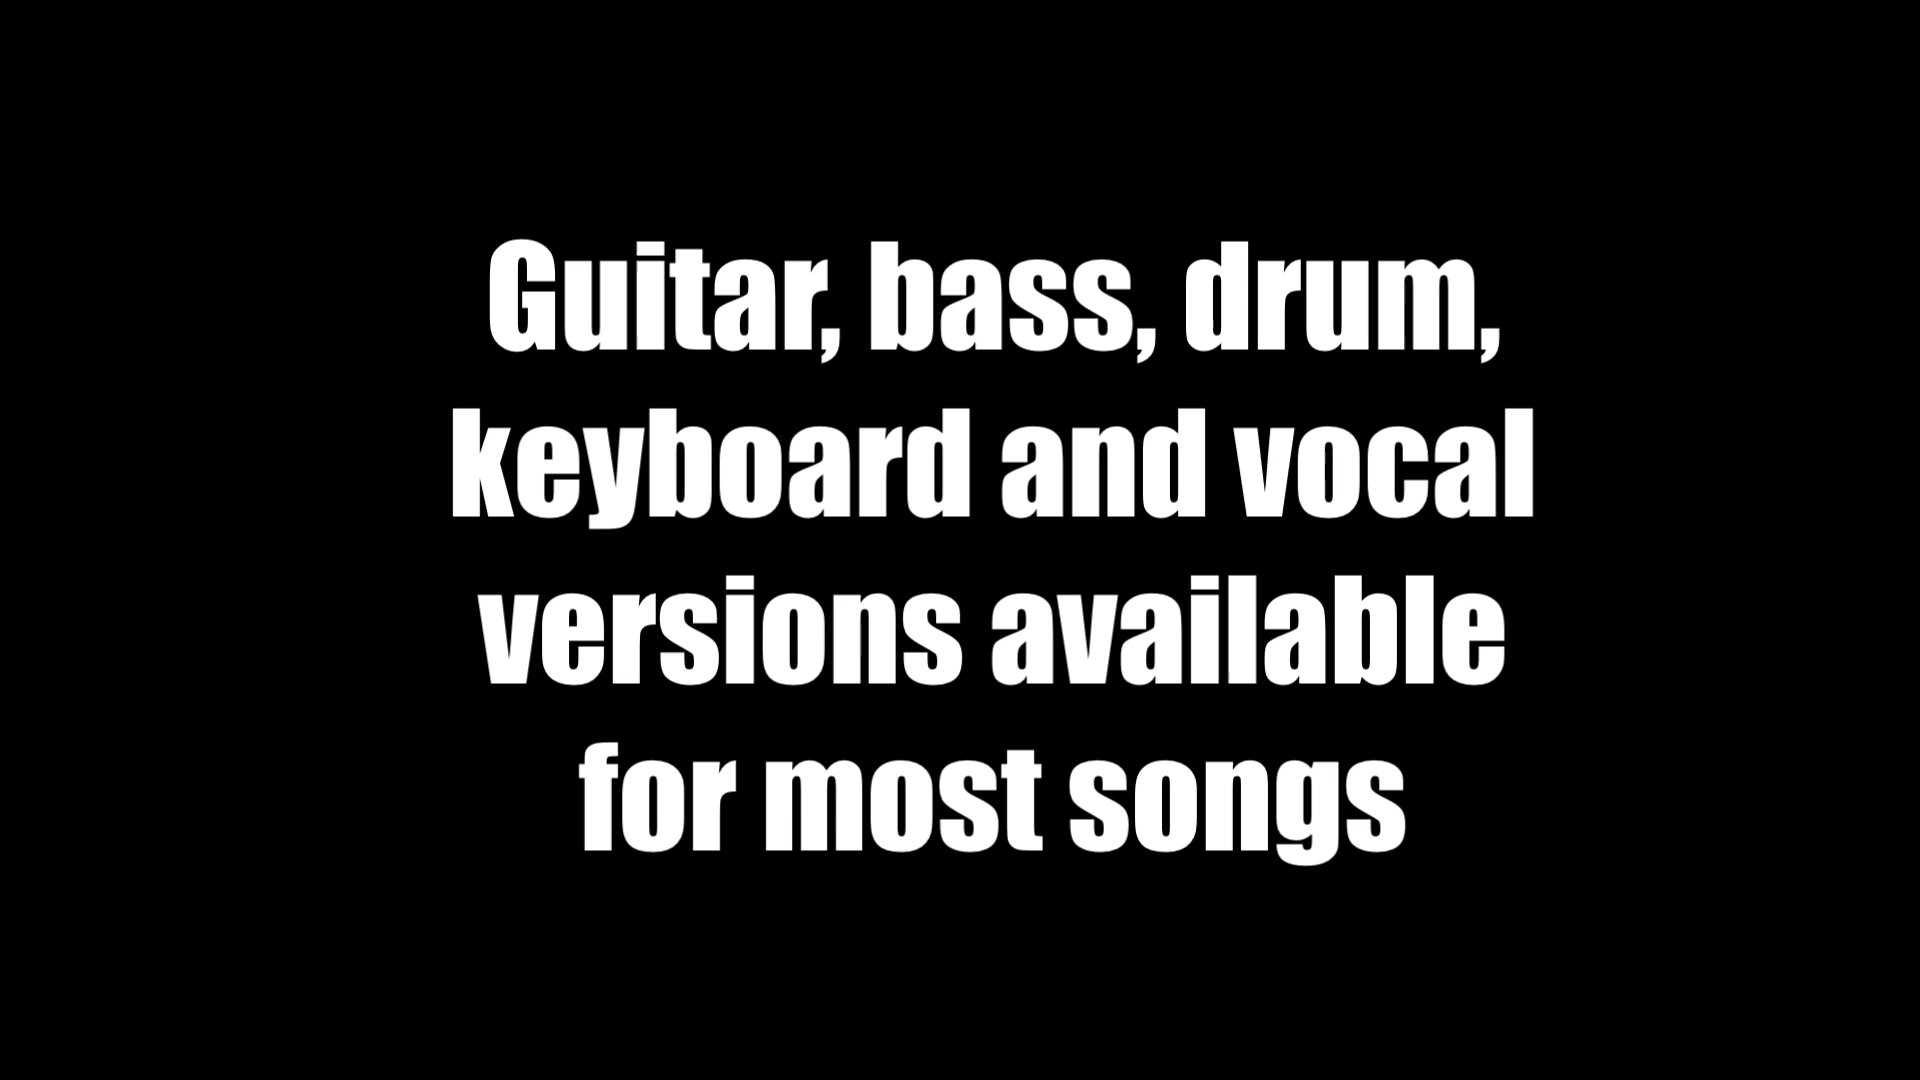 Guitar, bass, drum,
keyboard and vocal
versions available
for most songs